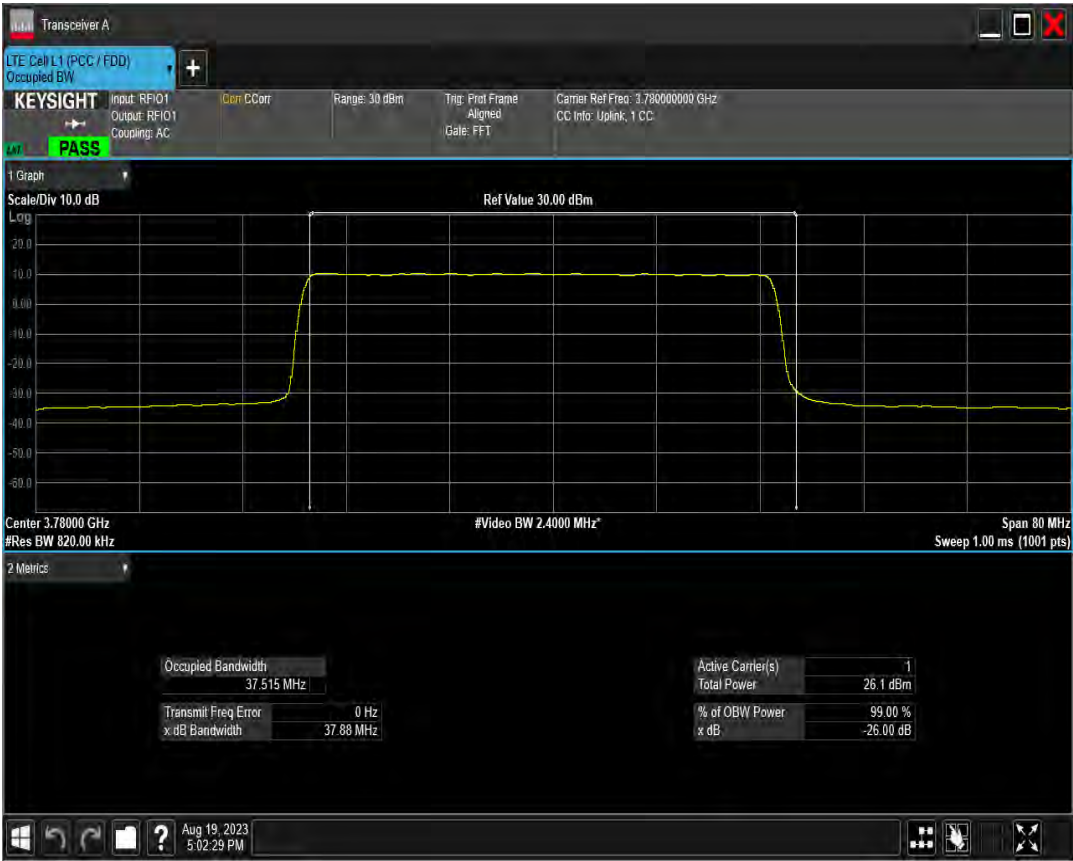 Transceiver A
LTE Cell L1 (PCC / FDD)
Occupied BW
+
KEYSIGHT
Input: RFIO1
Output: RFIO1
Coupling: AC
Corr CCorr
Range: 30 dBm
Trig: Prot Frame
Aligned
Gate: FFT
Carrier Ref Freq: 3.780000000 GHz
CC Info: Uplink, 1 CC
PASS
1 Graph
Scale/Div 10.0 dB
Ref Value 30.00 dBm
Log
20.0
10.0
0.00
-10.0
-20.0
-30.0
-40.0
-50.0
-60.0
Center 3.78000 GHz
#Video BW 2.4000 MHz*
Span 80 MHz
#Res BW 820.00 kHz
Sweep 1.00 ms (1001 pts)
2 Metrics
Occupied Bandwidth
37.515 MHz
Transmit Freq Error 0 Hz
x dB Bandwidth 37.88 MHz
Active Carrier(s) 1
Total Power 26.1 dBm
% of OBW Power 99.00 %
x dB -26.00 dB
?
Aug 19, 2023
5:02:29 PM